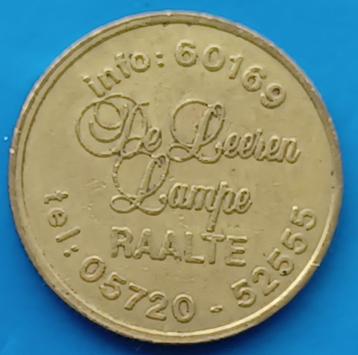 info: 60169
De Leeren
Lampe
RAALTE
tel: 05720 - 52555